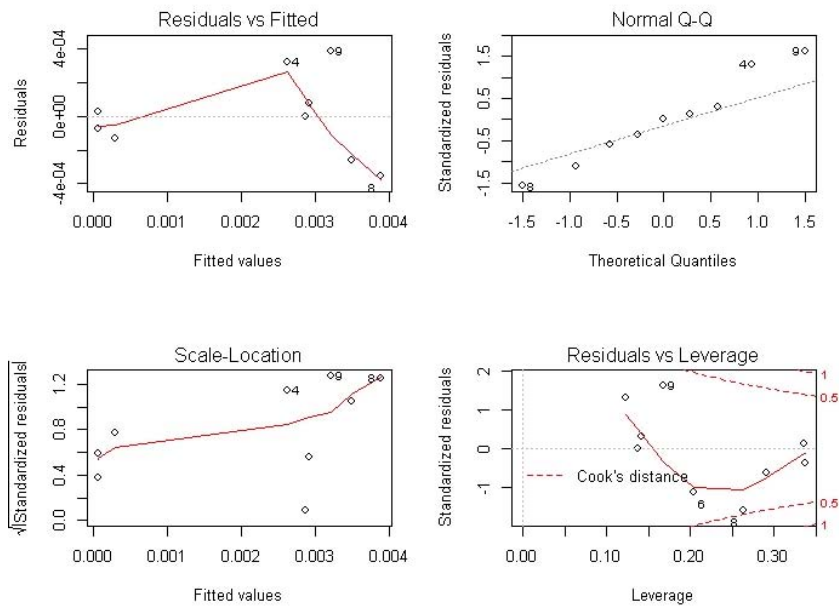 Residuals vs Fitted
Residuals
4e-04
0e+00
-4e-04
4
9
8
0.000 0.001 0.002 0.003 0.004
Fitted values
Normal Q-Q
Standardized residuals
1.5
0.5
-0.5
-1.5
9
4
8
-1.5 -0.5 0.0 0.5 1.0 1.5
Theoretical Quantiles
Scale-Location
√|Standardized residuals|
1.2
0.8
0.4
0.0
4
9
8
0.000 0.001 0.002 0.003 0.004
Fitted values
Residuals vs Leverage
Standardized residuals
2
1
0
-1
9
6
8
Cook's distance
1
0.5
0.5
1
0.00 0.10 0.20 0.30
Leverage